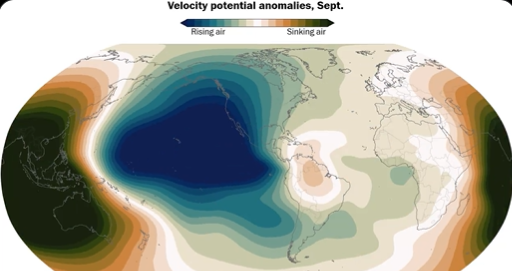 Velocity potential anomalies, Sept.
Rising air
Sinking air